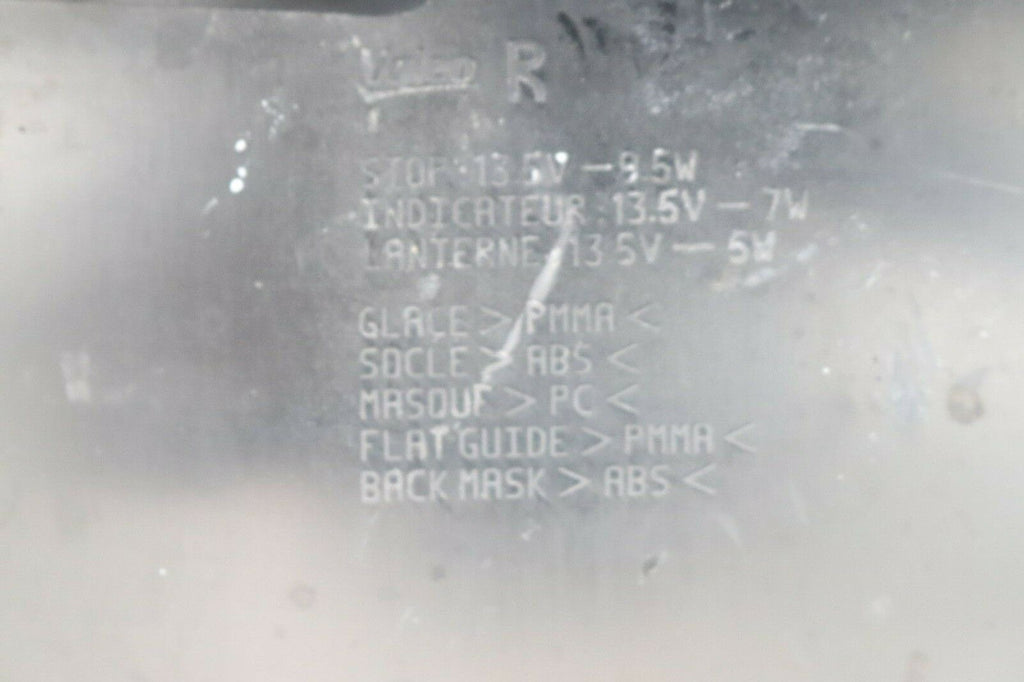 Valeo R
STOP:13.5V — 9.5W
INDICATEUR:13.5V — 7W
LANTERNE:13.5V — 5W
GLACE > PMMA <
SOCLE > ABS <
MASQUE > PC <
FLAT GUIDE > PMMA <
BACK MASK > ABS <